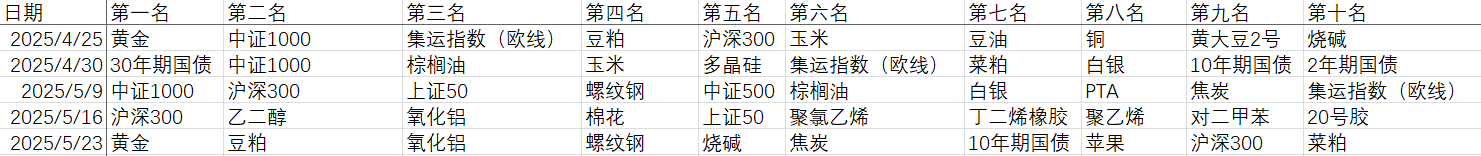 日期 第一名 第二名 第三名 第四名 第五名 第六名 第七名 第八名 第九名 第十名
2025/4/25 黄金 中证1000 集运指数（欧线） 豆粕 沪深300 玉米 豆油 铜 黄大豆2号 烧碱
2025/4/30 30年期国债 中证1000 棕榈油 玉米 多晶硅 集运指数（欧线） 菜粕 白银 10年期国债 2年期国债
2025/5/9 中证1000 沪深300 上证50 螺纹钢 中证500 棕榈油 白银 PTA 焦炭 集运指数（欧线）
2025/5/16 沪深300 乙二醇 氧化铝 棉花 上证50 聚氯乙烯 丁二烯橡胶 聚乙烯 对二甲苯 20号胶
2025/5/23 黄金 豆粕 氧化铝 螺纹钢 烧碱 焦炭 10年期国债 苹果 沪深300 菜粕